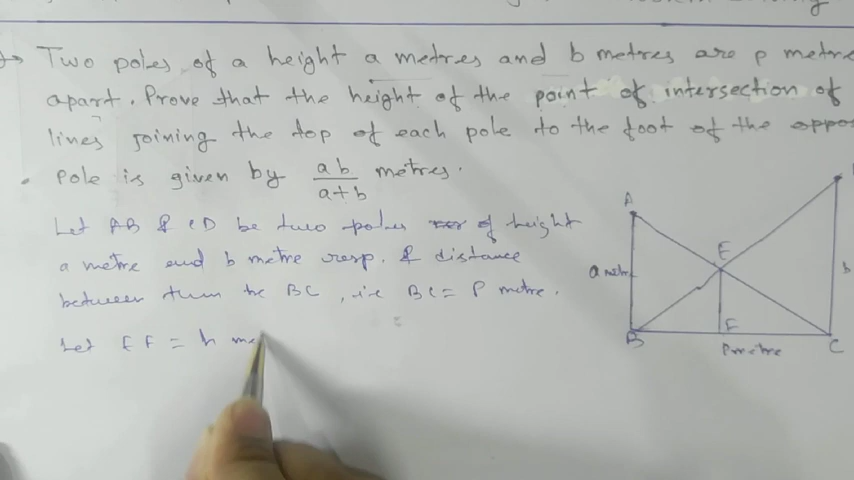 Two poles of a height a metres and b metres are p metre
apart. Prove that the height of the point of intersection of
lines joining the top of each pole to the foot of the oppos
pole is given by ab/a+b metres.
Let AB & CD be two poles of height
a metre and b metre resp. & distance
between them be BC, i.e BC = P metre.
Let EF = h me
A
E
a metre
b
B
F
C
P metre